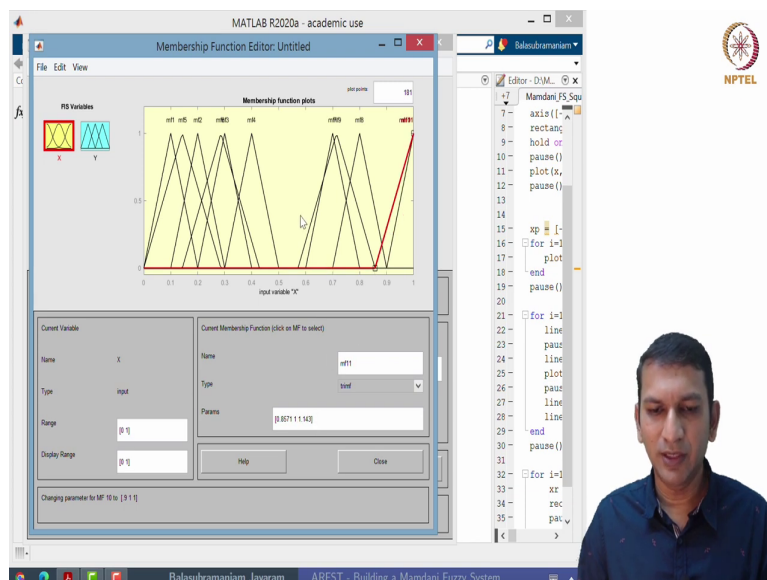 MATLAB R2020a - academic use
Membership Function Editor: Untitled
Balasubramaniam
NPTEL
File Edit View
FIS Variables
X
Y
Membership function plots
plot points:
181
mf1
mf5
mf2
mf4
mf8
1
0.5
0
0 0.1 0.2 0.3 0.4 0.5 0.6 0.7 0.8 0.9 1
input variable "X"
Current Variable
Name X
Type input
Range [0 1]
Display Range [0 1]
Current Membership Function (click on MF to select)
Name mf11
Type trimf
Params [0.8571 1 1.143]
Help
Close
Changing parameter for MF 10 to [.9 1 1]
Editor - D:\M...
+7 Mamdani_FS_Squ
7 - axis([-
8 - rectang
9 - hold on
10 - pause()
11 - plot(x,
12 - pause()
13
14
15 - xp = [-
16 - for i=1
17 - plot
18 - end
19 - pause()
20
21 - for i=1
22 - line
23 - paus
24 - line
25 - plot
26 - paus
27 - line
28 - line
29 - end
30 - pause()
31
32 - for i=1
33 - xr
34 - rec
35 - pau
Balasubramaniam Jayaram
AREST - Building a Mamdani Fuzzy System